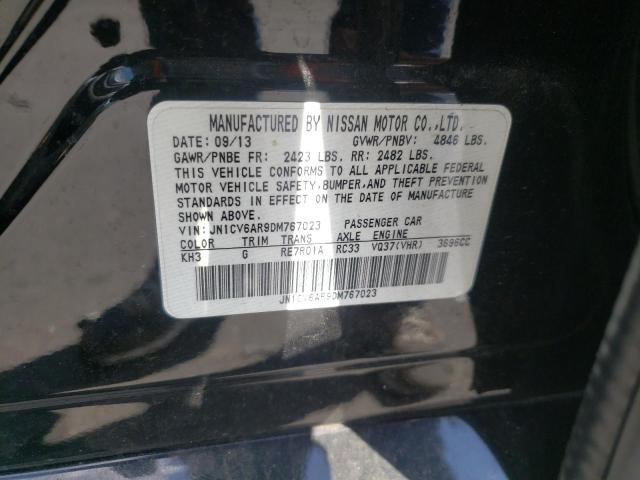 MANUFACTURED BY NISSAN MOTOR CO.,LTD.
DATE: 09/13 GVWR/PNBV: 4846 LBS.
GAWR/PNBE FR: 2423 LBS. RR: 2482 LBS.
THIS VEHICLE CONFORMS TO ALL APPLICABLE FEDERAL
MOTOR VEHICLE SAFETY,BUMPER,AND THEFT PREVENTION
STANDARDS IN EFFECT ON THE DATE OF MANUFACTURE
SHOWN ABOVE.
VIN: JN1CV6AR9DM767023 PASSENGER CAR
COLOR TRIM TRANS AXLE ENGINE
KH3 G RE7R01A RC33 VQ37(VHR) 3696CC
JN1CV6AR9DM767023